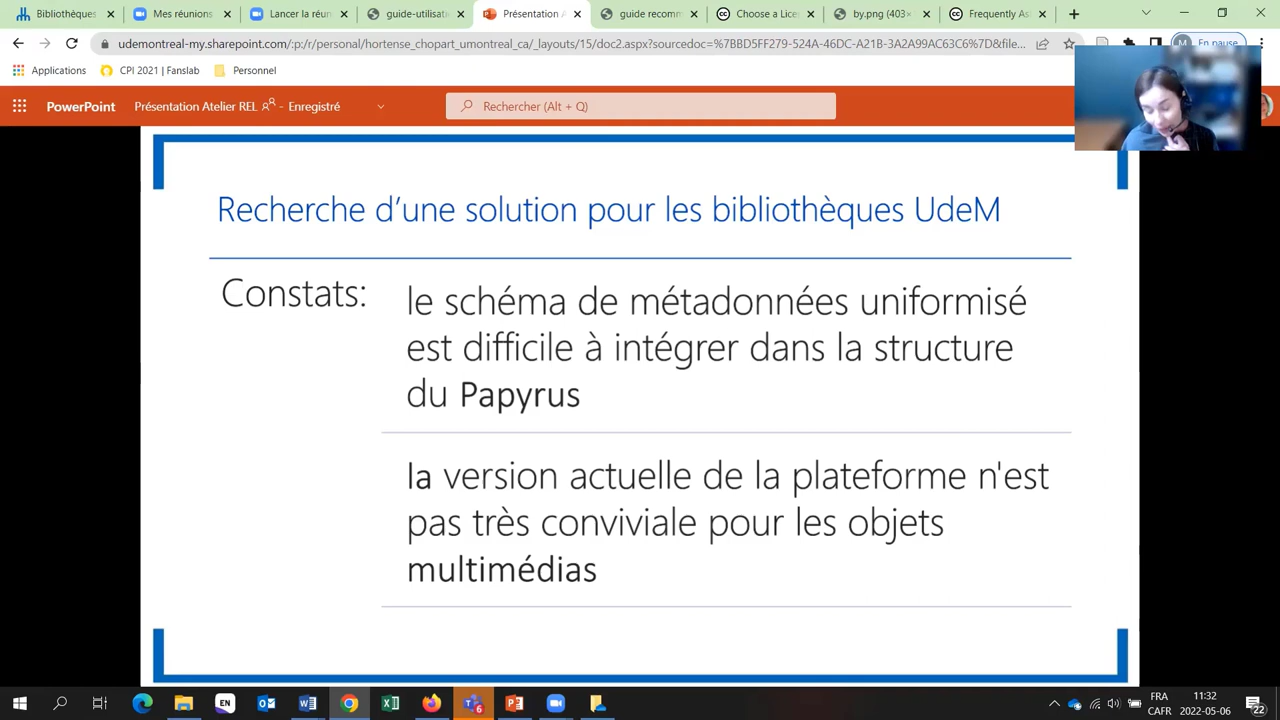 Bibliothèques
Mes réunions
Lancer la réun
guide-utilisati
Présentation A
guide recomm
Choose a Lice
by.png (403×
Frequently As
udemontreal-my.sharepoint.com/:p:/r/personal/hortense_chopart_umontreal_ca/_layouts/15/doc2.aspx?sourcedoc=%7BBD5FF279-524A-46DC-A21B-3A2A99AC63C6%7D&file...
M
En pause
Applications
CPI 2021 | Fanslab
Personnel
PowerPoint
Présentation Atelier REL - Enregistré
Rechercher (Alt + Q)
Recherche d’une solution pour les bibliothèques UdeM
Constats:
le schéma de métadonnées uniformisé
est difficile à intégrer dans la structure
du Papyrus
la version actuelle de la plateforme n'est
pas très conviviale pour les objets
multimédias
EN
6
FRA
CAFR
11:32
2022-05-06
22